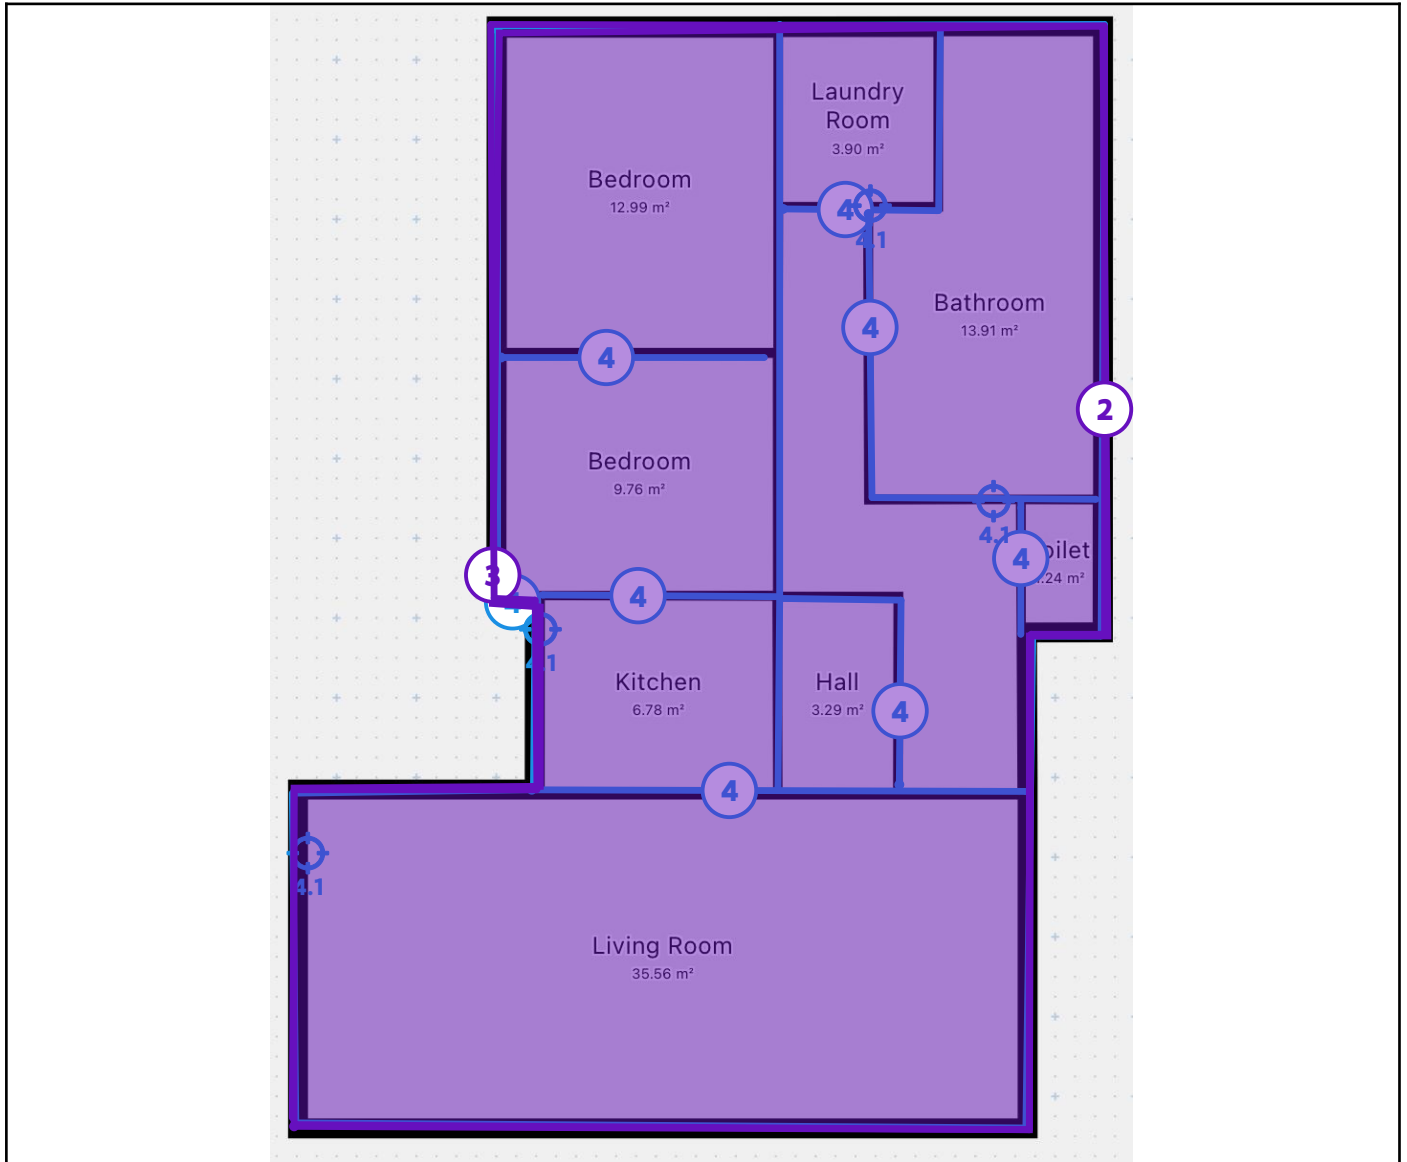 Laundry
Room
3.90 m²
Bedroom
12.99 m²
4
4.1
Bathroom
13.91 m²
4
4
2
Bedroom
9.76 m²
4.1
4
3
4
4.1
Kitchen
6.78 m²
Hall
3.29 m²
4
4
4.1
Living Room
35.56 m²